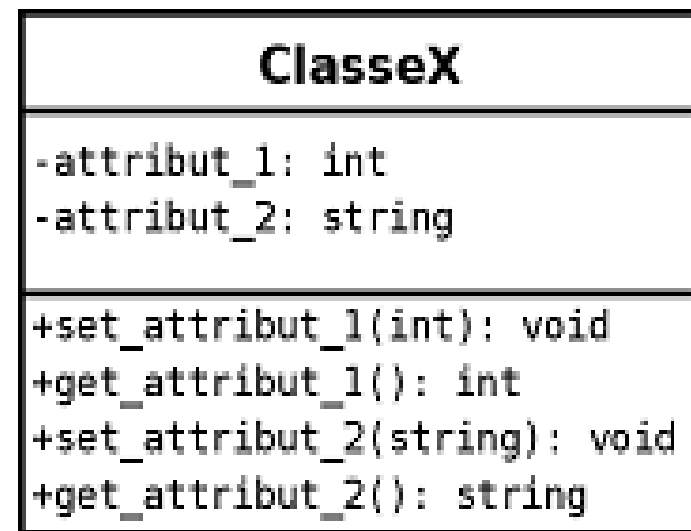 ClasseX
-attribut_1: int
-attribut_2: string
+set_attribut_1(int): void
+get_attribut_1(): int
+set_attribut_2(string): void
+get_attribut_2(): string